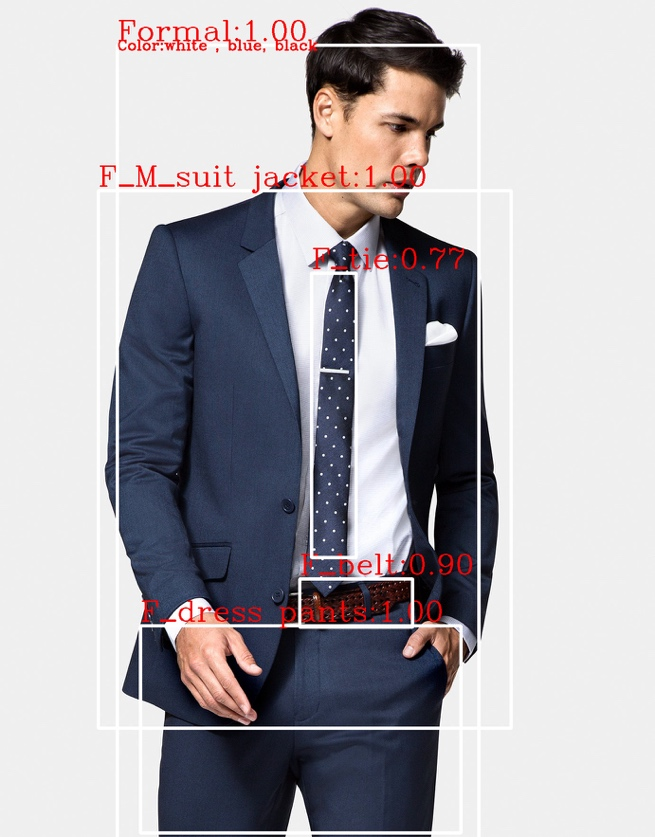 Formal:1.00
Color:white , blue, black
F_M_suit jacket:1.00
F_tie:0.77
F_belt:0.90
F_dress pants:1.00